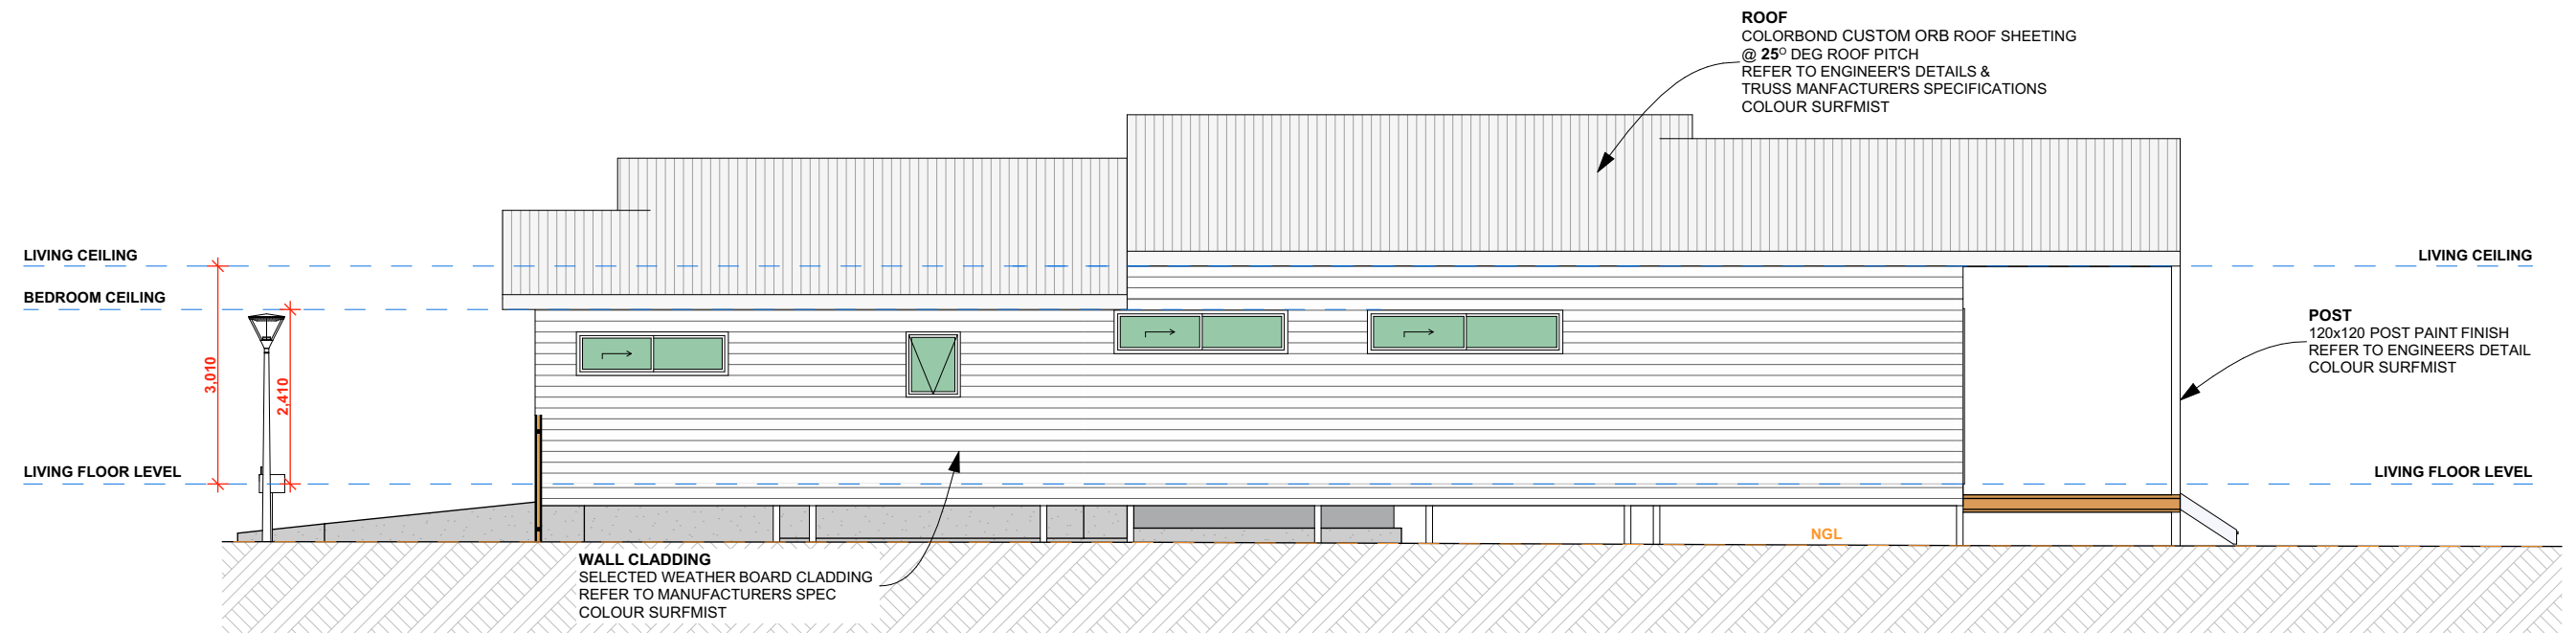 ROOF
COLORBOND CUSTOM ORB ROOF SHEETING
@ 25° DEG ROOF PITCH
REFER TO ENGINEER'S DETAILS &
TRUSS MANFACTURERS SPECIFICATIONS
COLOUR SURFMIST
LIVING CEILING
LIVING CEILING
BEDROOM CEILING
POST
120x120 POST PAINT FINISH
REFER TO ENGINEERS DETAIL
COLOUR SURFMIST
3,010
2,410
LIVING FLOOR LEVEL
LIVING FLOOR LEVEL
NGL
WALL CLADDING
SELECTED WEATHER BOARD CLADDING
REFER TO MANUFACTURERS SPEC
COLOUR SURFMIST